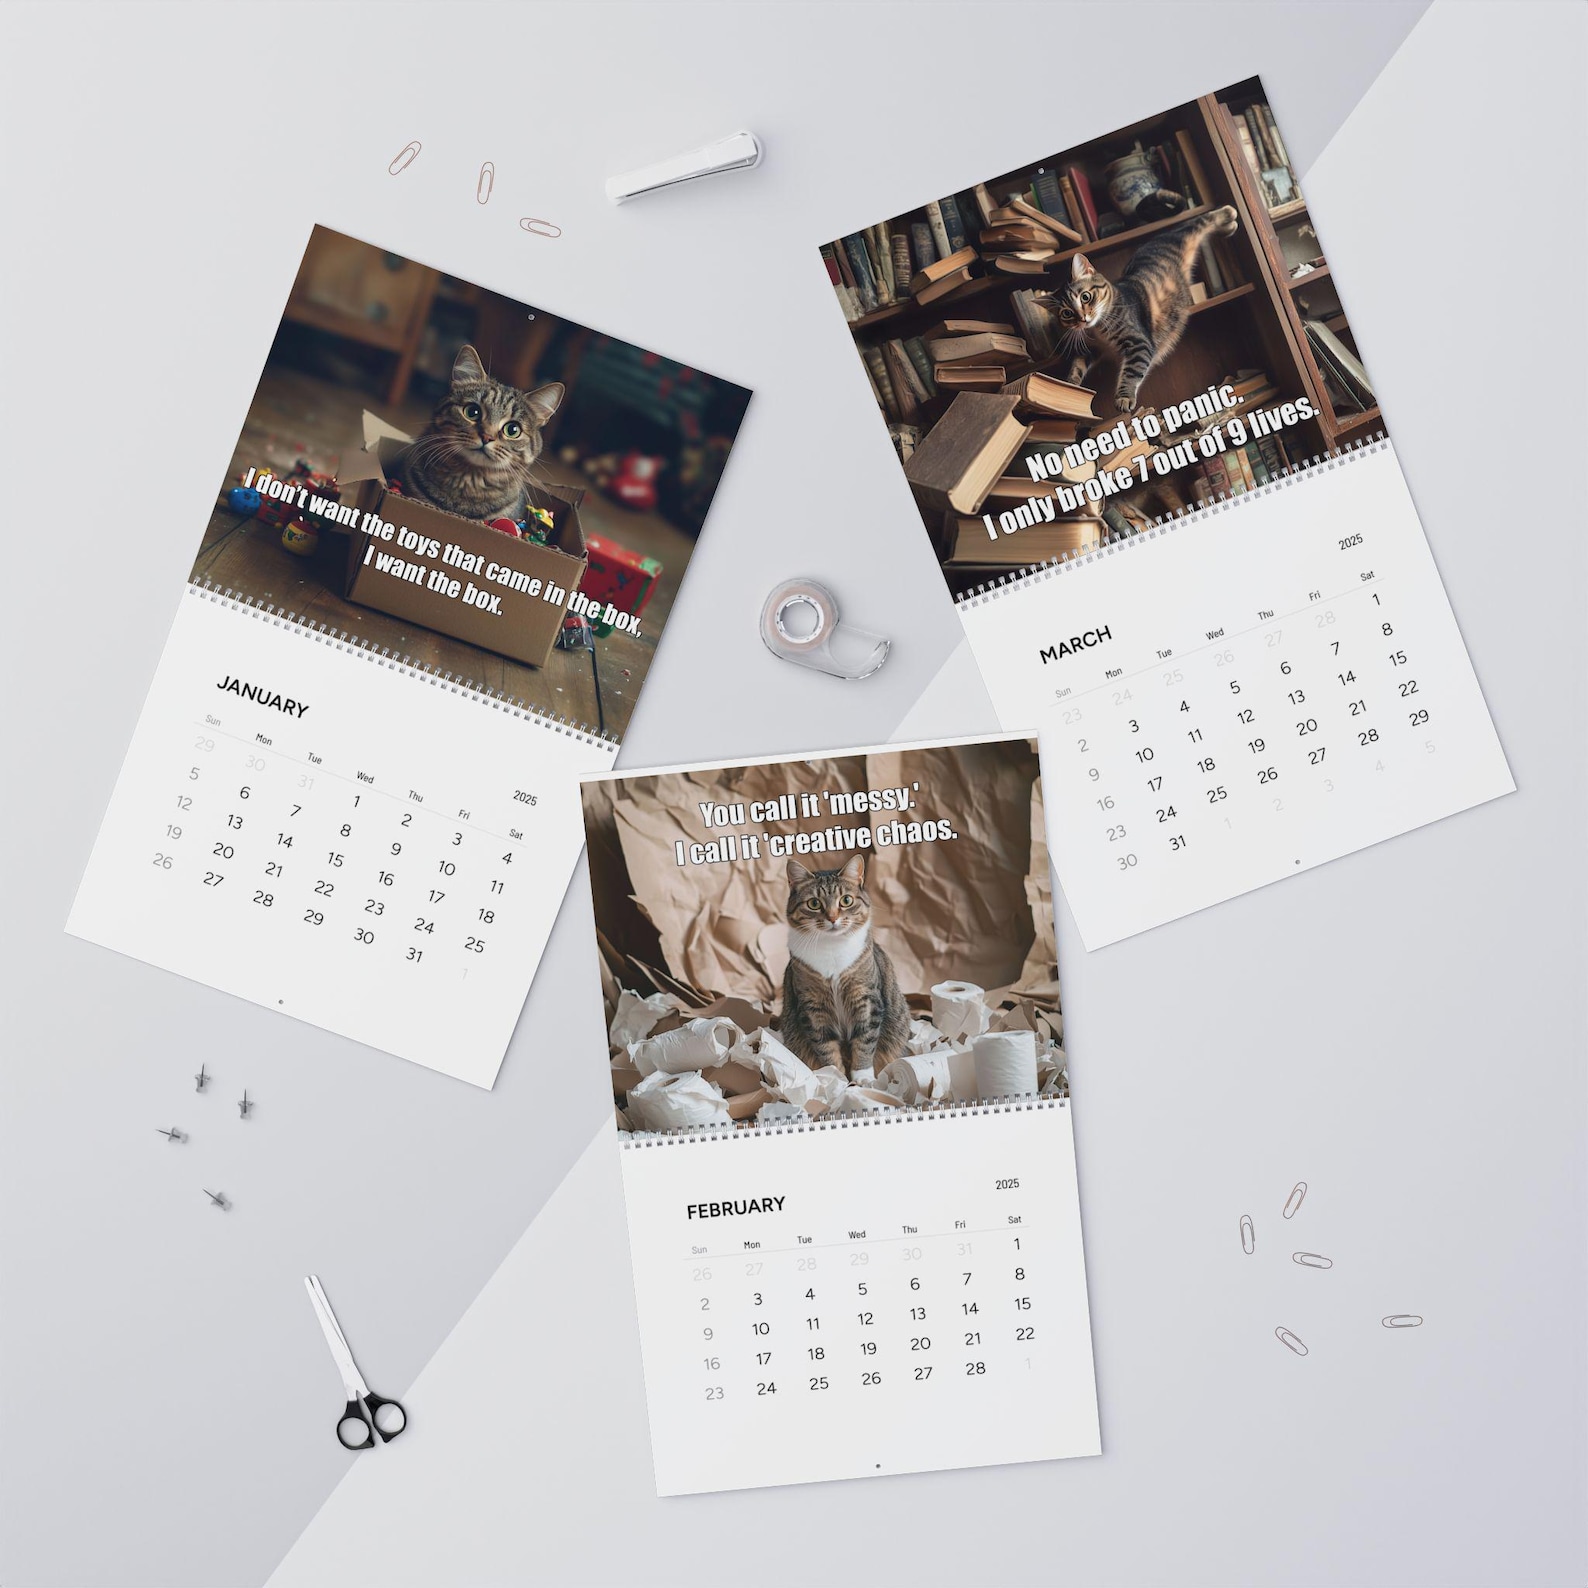 I don't want the toys that came in the box,
I want the box.
JANUARY
2025
Sun Mon Tue Wed Thu Fri Sat
29 30 31 1 2 3 4
5 6 7 8 9 10 11
12 13 14 15 16 17 18
19 20 21 22 23 24 25
26 27 28 29 30 31 1
No need to panic.
I only broke 7 out of 9 lives.
MARCH
2025
Sun Mon Tue Wed Thu Fri Sat
23 24 25 26 27 28 1
2 3 4 5 6 7 8
9 10 11 12 13 14 15
16 17 18 19 20 21 22
23 24 25 26 27 28 29
30 31 1 2 3 4 5
You call it 'messy.'
I call it 'creative chaos.
FEBRUARY
2025
Sun Mon Tue Wed Thu Fri Sat
26 27 28 29 30 31 1
2 3 4 5 6 7 8
9 10 11 12 13 14 15
16 17 18 19 20 21 22
23 24 25 26 27 28 1